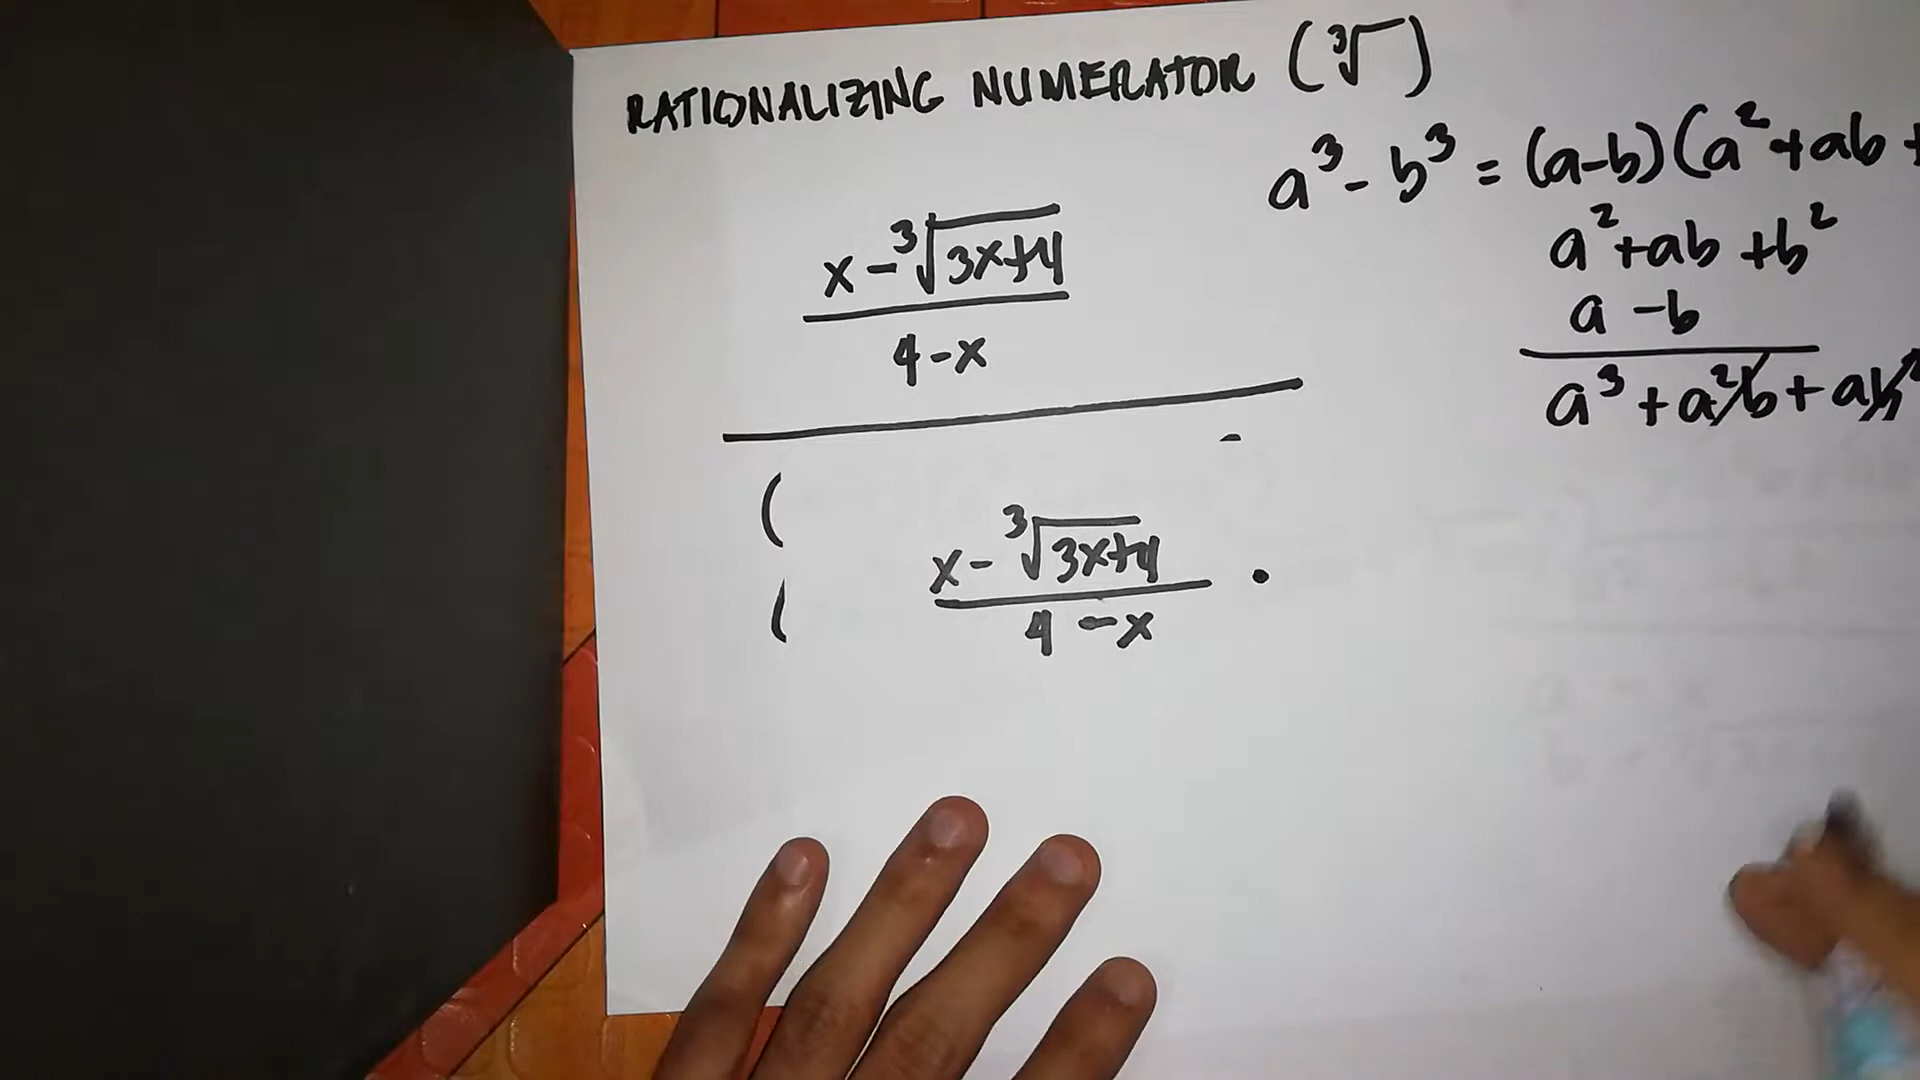 RATIONALIZING NUMERATOR (∛)
a³ - b³ = (a-b)(a² + ab +
a² + ab + b²
a - b
a³ + a²b + ab²
x - ∛3x+4
4 - x
(
(
x - ∛3x+4 ·
4 - x